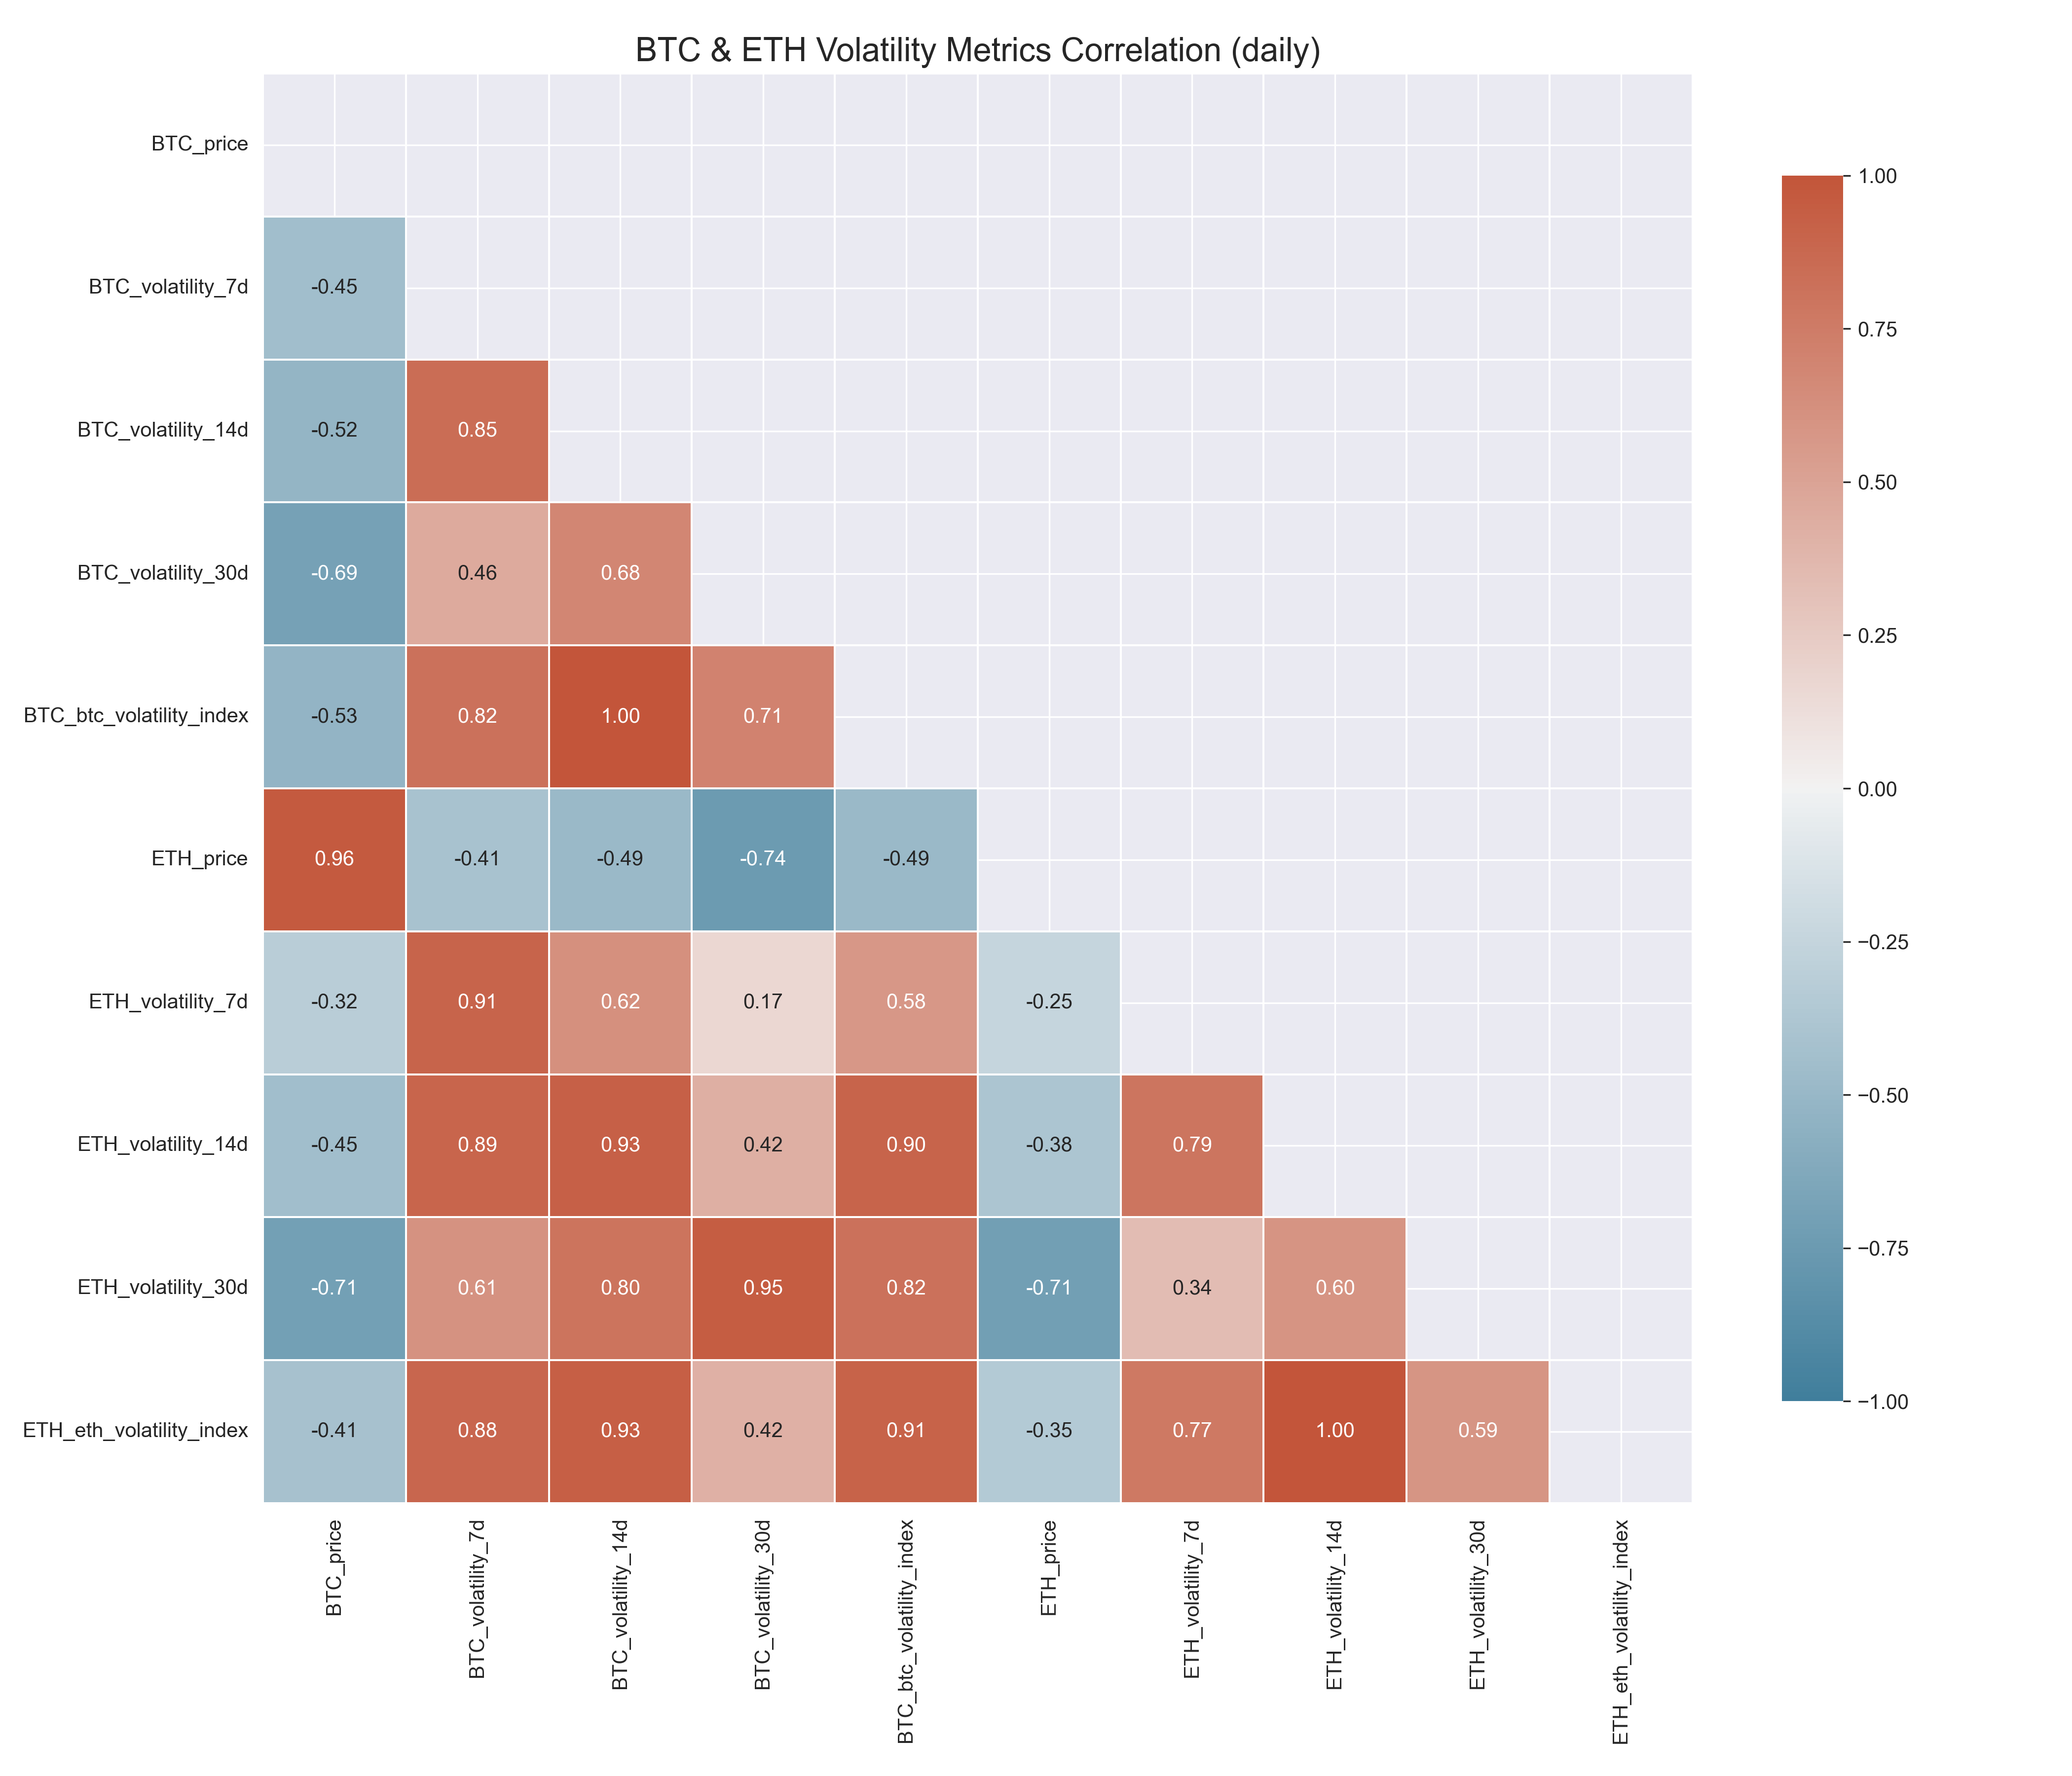 BTC & ETH Volatility Metrics Correlation (daily)
BTC_price
BTC_volatility_7d -0.45
BTC_volatility_14d -0.52 0.85
BTC_volatility_30d -0.69 0.46 0.68
BTC_btc_volatility_index -0.53 0.82 1.00 0.71
ETH_price 0.96 -0.41 -0.49 -0.74 -0.49
ETH_volatility_7d -0.32 0.91 0.62 0.17 0.58 -0.25
ETH_volatility_14d -0.45 0.89 0.93 0.42 0.90 -0.38 0.79
ETH_volatility_30d -0.71 0.61 0.80 0.95 0.82 -0.71 0.34 0.60
ETH_eth_volatility_index -0.41 0.88 0.93 0.42 0.91 -0.35 0.77 1.00 0.59
BTC_price
BTC_volatility_7d
BTC_volatility_14d
BTC_volatility_30d
BTC_btc_volatility_index
ETH_price
ETH_volatility_7d
ETH_volatility_14d
ETH_volatility_30d
ETH_eth_volatility_index
1.00
0.75
0.50
0.25
0.00
−0.25
−0.50
−0.75
−1.00